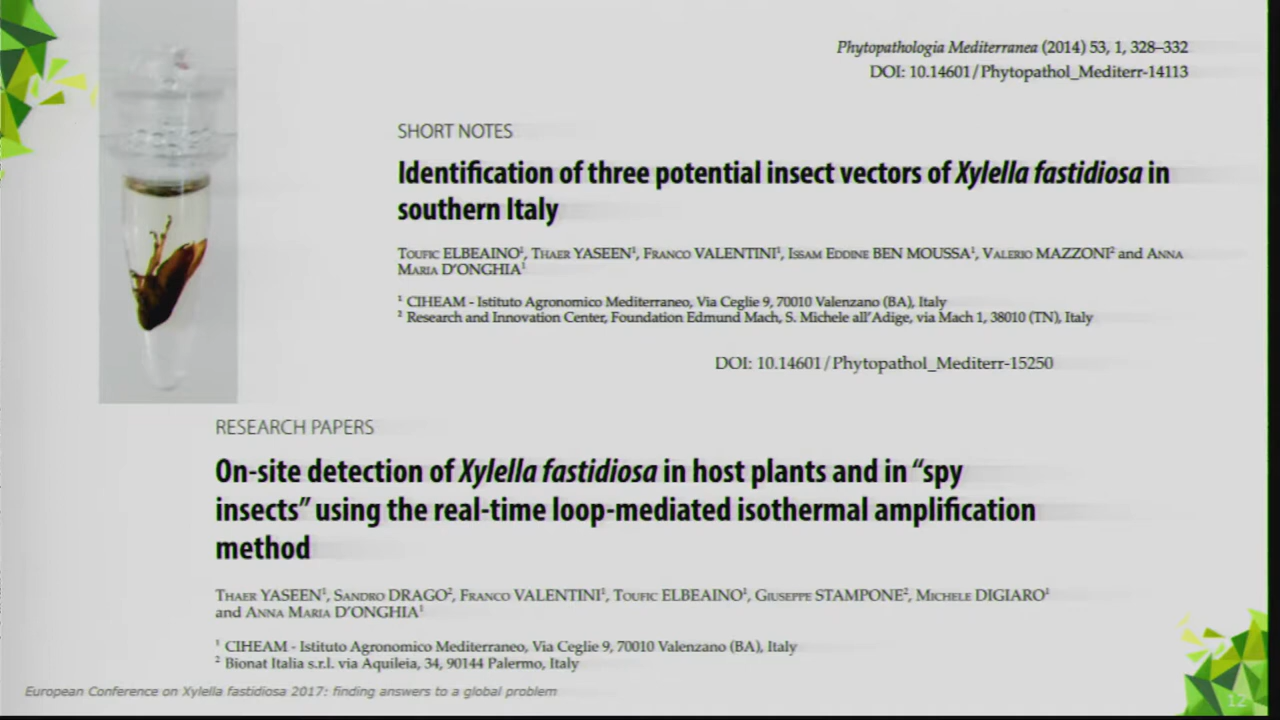 Phytopathologia Mediterranea (2014) 53, 1, 328–332
DOI: 10.14601/Phytopathol_Mediterr-14113
SHORT NOTES
Identification of three potential insect vectors of Xylella fastidiosa in
southern Italy
Toufic ELBEAINO¹, Thaer YASEEN¹, Franco VALENTINI¹, Issam Eddine BEN MOUSSA¹, Valerio MAZZONI² and Anna
Maria D'ONGHIA¹
¹ CIHEAM - Istituto Agronomico Mediterraneo, Via Ceglie 9, 70010 Valenzano (BA), Italy
² Research and Innovation Center, Foundation Edmund Mach, S. Michele all'Adige, via Mach 1, 38010 (TN), Italy
DOI: 10.14601/Phytopathol_Mediterr-15250
RESEARCH PAPERS
On-site detection of Xylella fastidiosa in host plants and in “spy
insects” using the real-time loop-mediated isothermal amplification
method
Thaer YASEEN¹, Sandro DRAGO², Franco VALENTINI¹, Toufic ELBEAINO¹, Giuseppe STAMPONE², Michele DIGIARO¹
and Anna Maria D'ONGHIA¹
¹ CIHEAM - Istituto Agronomico Mediterraneo, Via Ceglie 9, 70010 Valenzano (BA), Italy
² Bionat Italia s.r.l. via Aquileia, 34, 90144 Palermo, Italy
European Conference on Xylella fastidiosa 2017: finding answers to a global problem
12